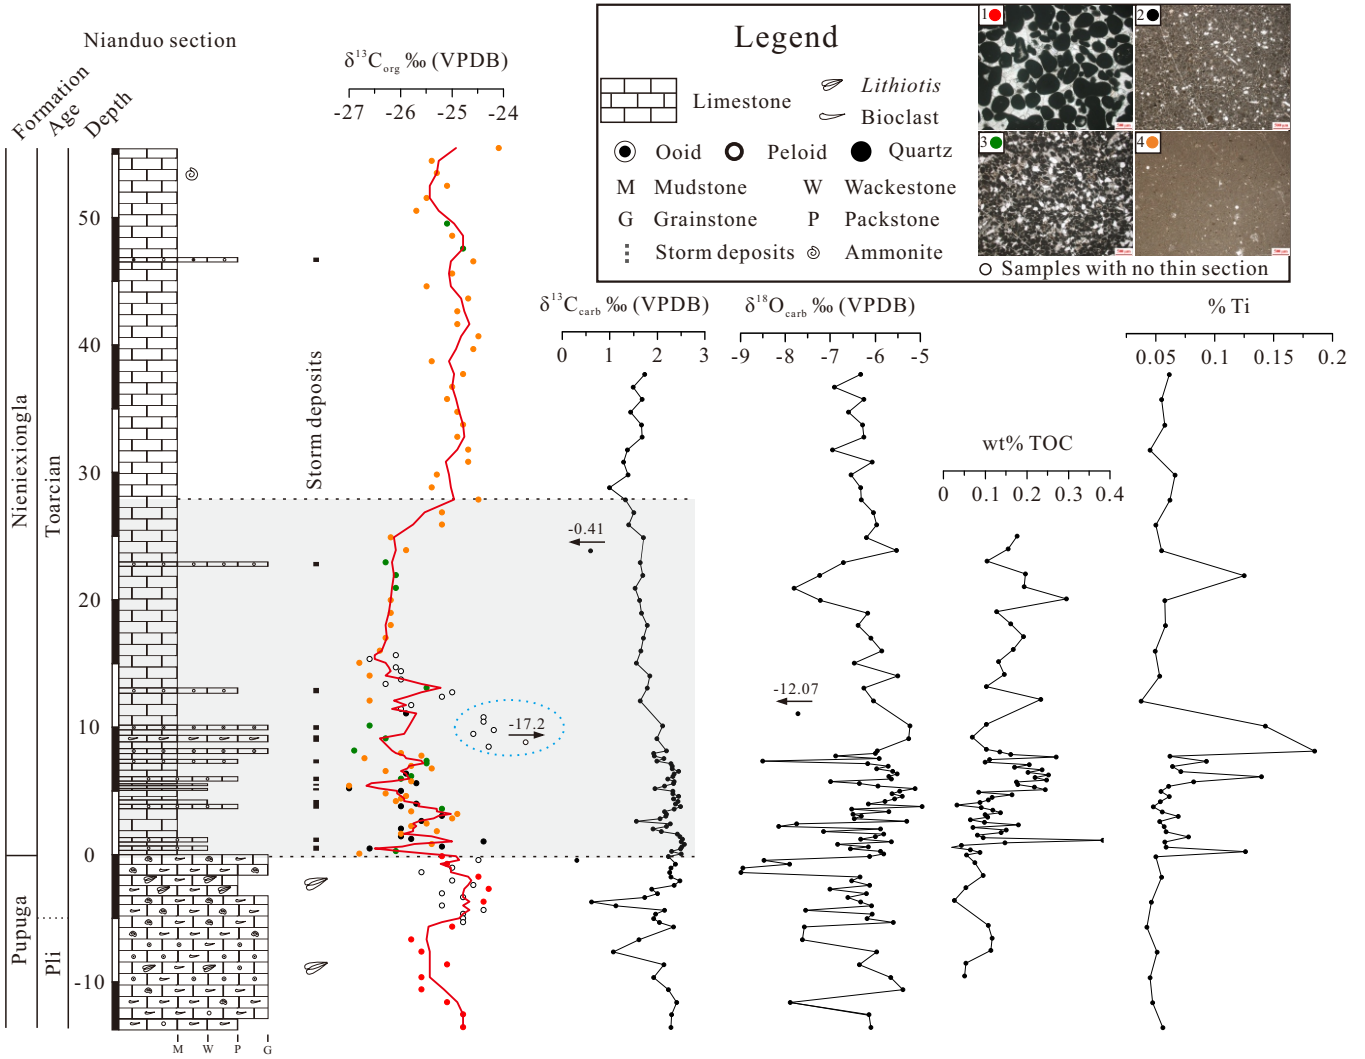 Nianduo section
Formation
Age
Depth
δ13Corg ‰ (VPDB)
-27 -26 -25 -24
Legend
Limestone
Lithiotis
Bioclast
Ooid Peloid Quartz
M Mudstone W Wackestone
G Grainstone P Packstone
Storm deposits Ammonite
1 2
3 4
Samples with no thin section
δ13Ccarb ‰ (VPDB)
0 1 2 3
δ18Ocarb ‰ (VPDB)
-9 -8 -7 -6 -5
% Ti
0.05 0.1 0.15 0.2
wt% TOC
0 0.1 0.2 0.3 0.4
Storm deposits
Nieniexiongla
Toarcian
Pupuga
Pli
50
40
30
20
10
0
-10
-0.41
-12.07
-17.2
M W P G